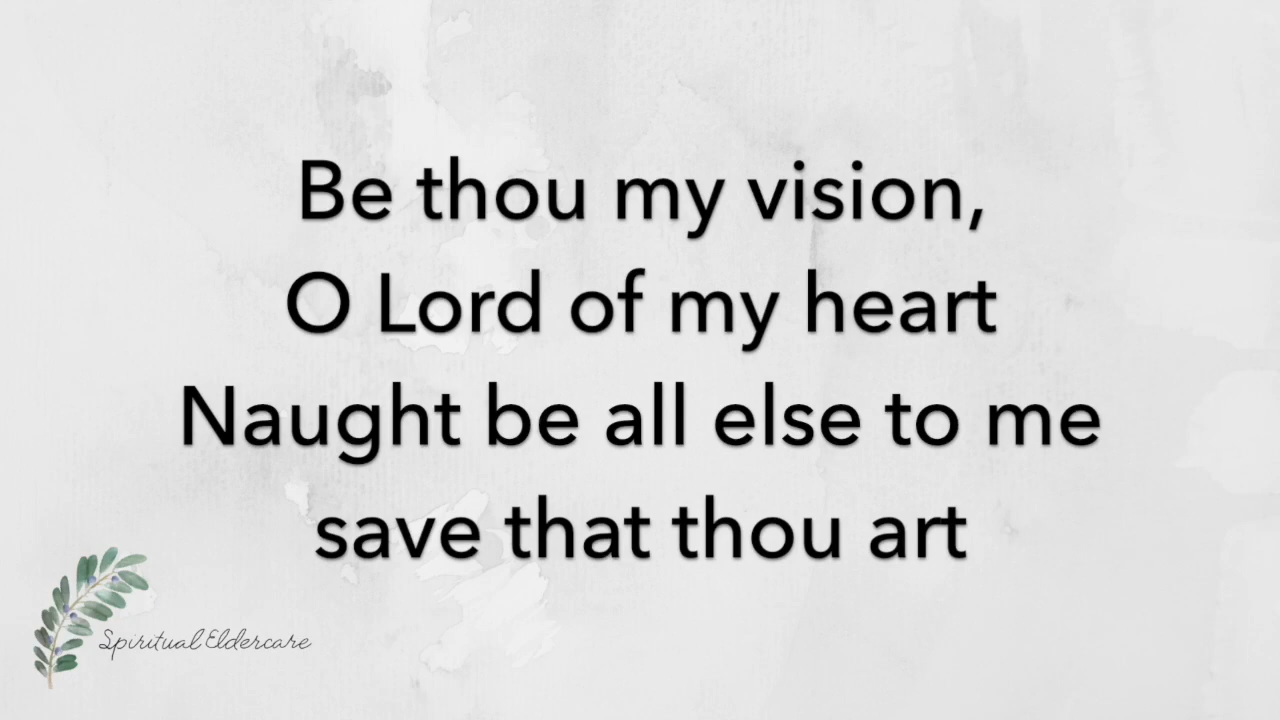 Be thou my vision,
O Lord of my heart
Naught be all else to me
save that thou art
Spiritual Eldercare